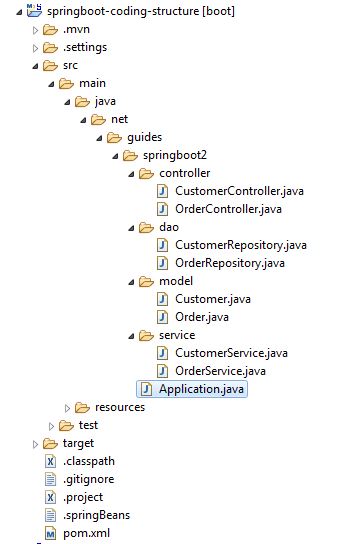 springboot-coding-structure [boot]
.mvn
.settings
src
main
java
net
guides
springboot2
controller
CustomerController.java
OrderController.java
dao
CustomerRepository.java
OrderRepository.java
model
Customer.java
Order.java
service
CustomerService.java
OrderService.java
Application.java
resources
test
target
.classpath
.gitignore
.project
.springBeans
pom.xml